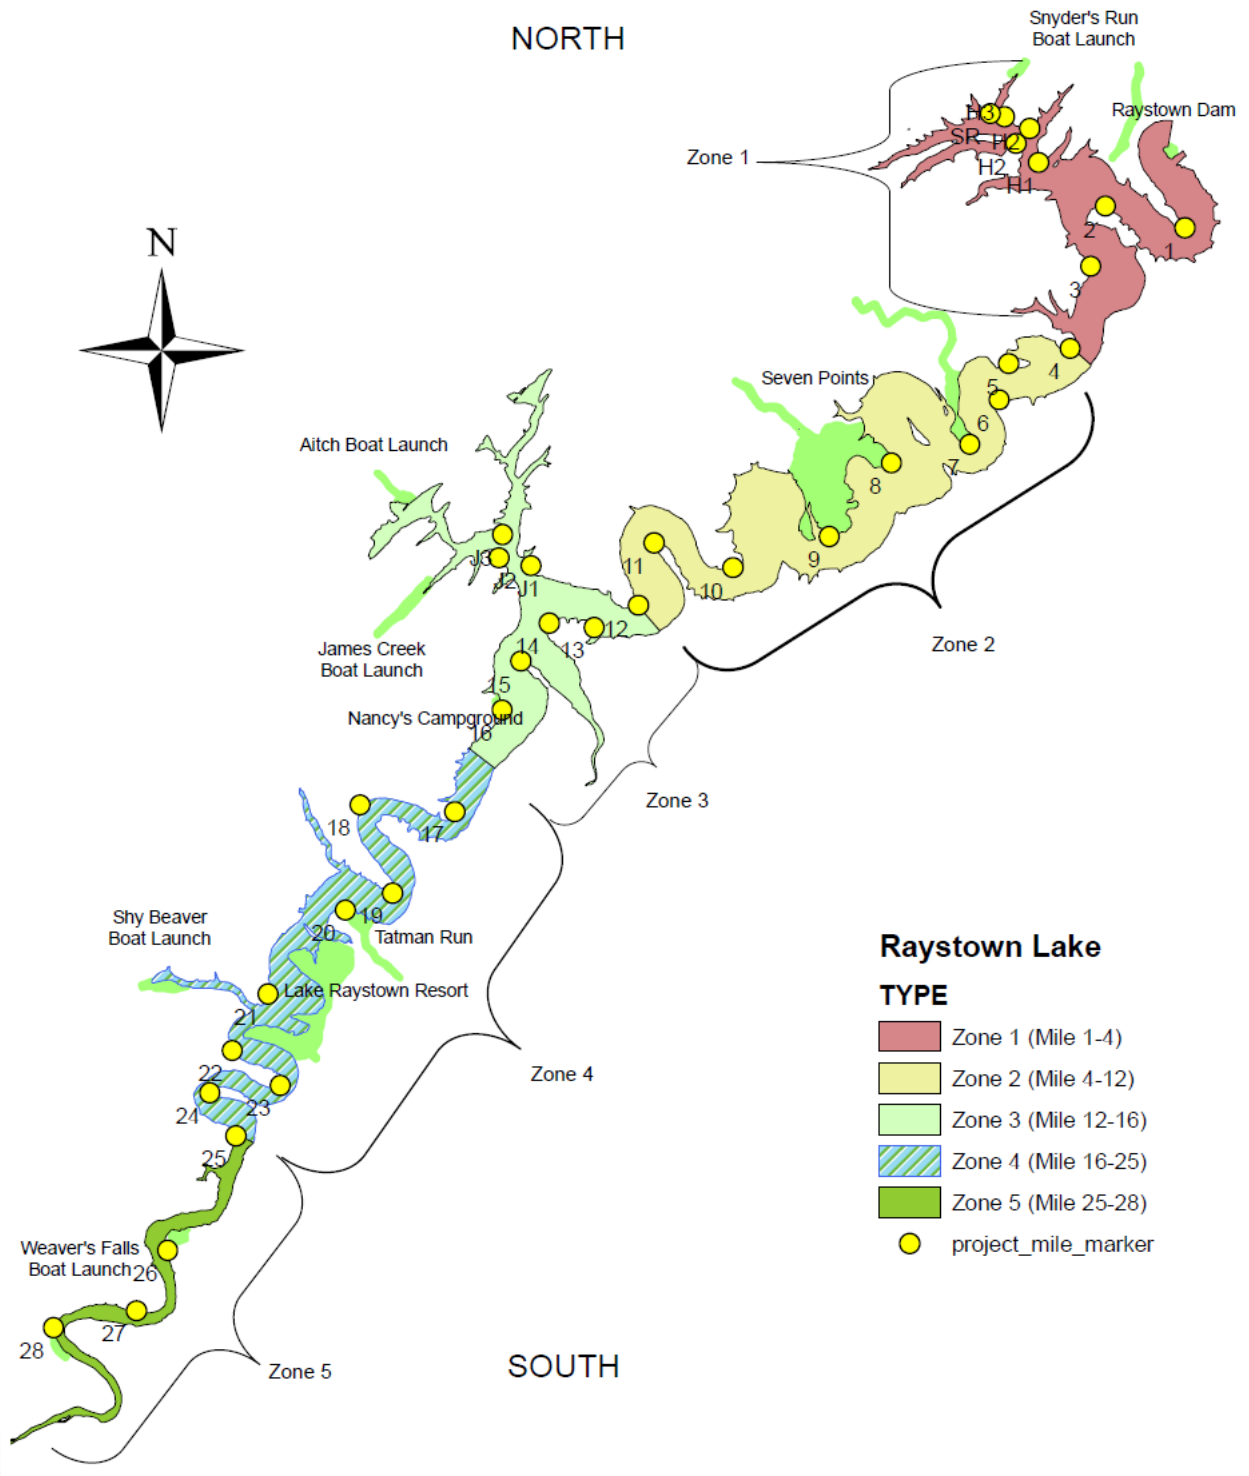 NORTH
Snyder's Run
Boat Launch
Raystown Dam
Zone 1
H3
SR
H2
H2
H1
2
1
3
N
4
5
6
7
Seven Points
8
9
10
11
Aitch Boat Launch
J3
J2
J1
12
13
14
15
James Creek
Boat Launch
Zone 2
Nancy's Campground
16
Zone 3
17
18
19
20
Tatman Run
Shy Beaver
Boat Launch
Lake Raystown Resort
21
22
23
24
25
Zone 4
Weaver's Falls
Boat Launch
26
27
28
Zone 5
SOUTH
Raystown Lake
TYPE
Zone 1 (Mile 1-4)
Zone 2 (Mile 4-12)
Zone 3 (Mile 12-16)
Zone 4 (Mile 16-25)
Zone 5 (Mile 25-28)
project_mile_marker